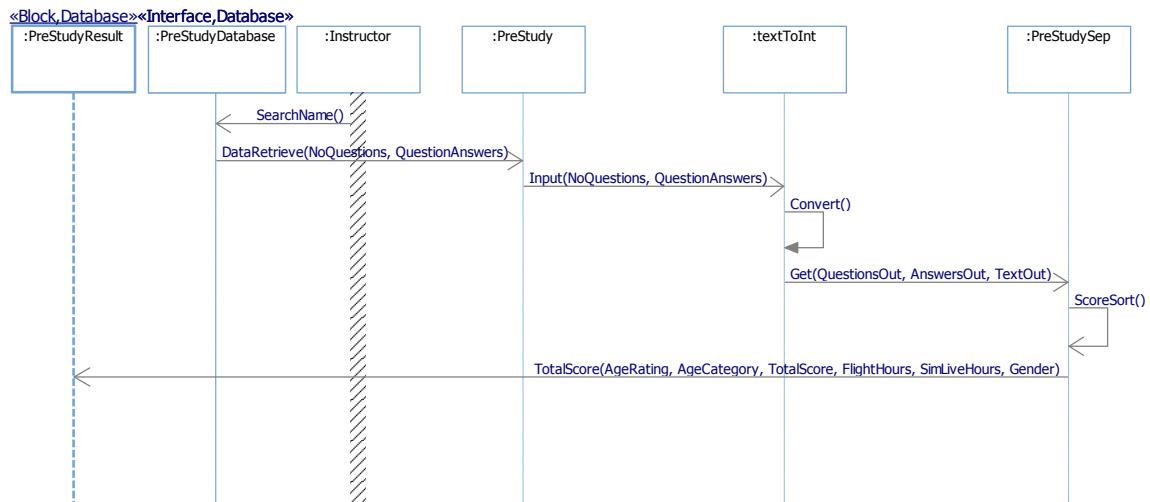 «Block,Database»«Interface,Database»
:PreStudyResult :PreStudyDatabase :Instructor :PreStudy :textToInt :PreStudySep
SearchName()
DataRetrieve(NoQuestions, QuestionAnswers)
Input(NoQuestions, QuestionAnswers)
Convert()
Get(QuestionsOut, AnswersOut, TextOut)
ScoreSort()
TotalScore(AgeRating, AgeCategory, TotalScore, FlightHours, SimLiveHours, Gender)